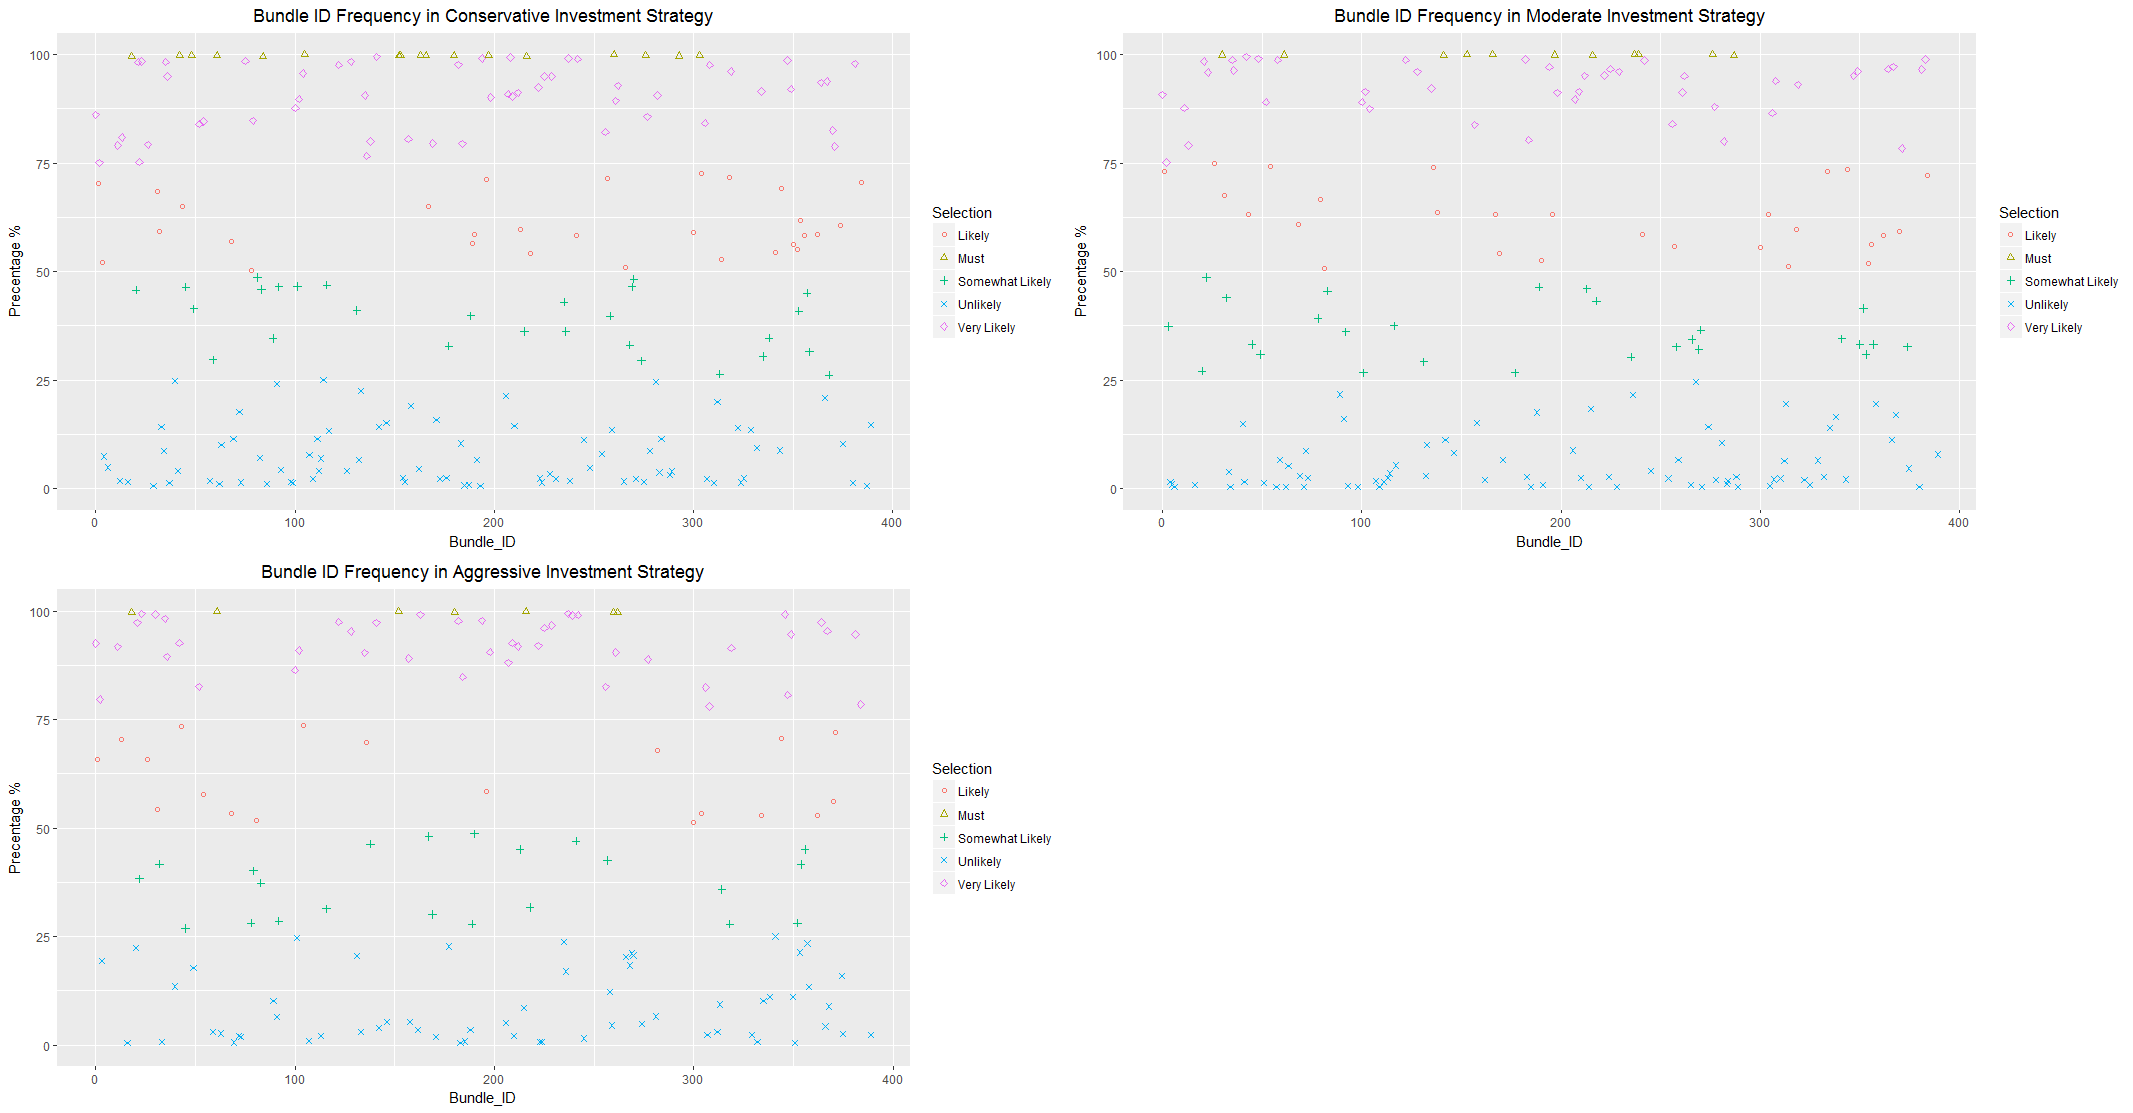 Bundle ID Frequency in Conservative Investment Strategy
100
75
50
25
0
Precentage %
0 100 200 300 400
Bundle_ID
Selection
Likely
Must
Somewhat Likely
Unlikely
Very Likely
Bundle ID Frequency in Moderate Investment Strategy
100
75
50
25
0
Precentage %
0 100 200 300 400
Bundle_ID
Selection
Likely
Must
Somewhat Likely
Unlikely
Very Likely
Bundle ID Frequency in Aggressive Investment Strategy
100
75
50
25
0
Precentage %
0 100 200 300 400
Bundle_ID
Selection
Likely
Must
Somewhat Likely
Unlikely
Very Likely